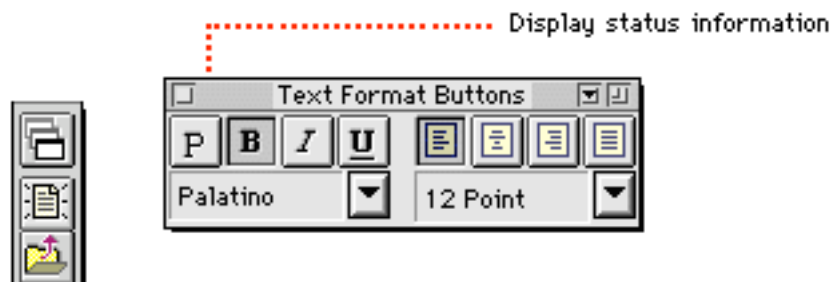 Display status information
Text Format Buttons
P B I U
Palatino
12 Point